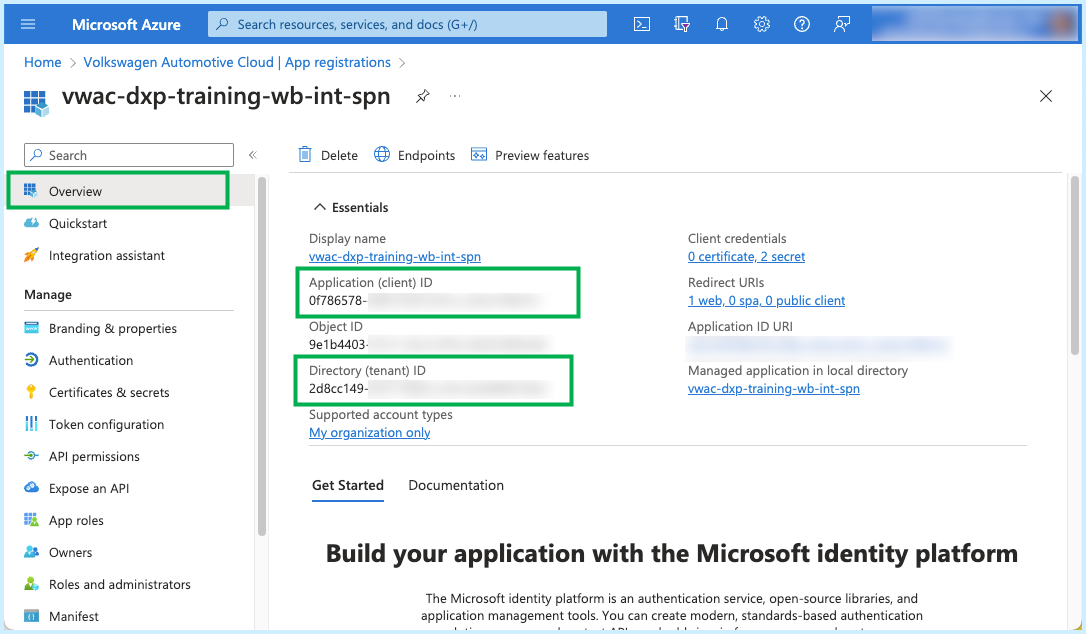 Microsoft Azure
Search resources, services, and docs (G+/)
Home > Volkswagen Automotive Cloud | App registrations >
vwac-dxp-training-wb-int-spn
Search
Overview
Quickstart
Integration assistant
Manage
Branding & properties
Authentication
Certificates & secrets
Token configuration
API permissions
Expose an API
App roles
Owners
Roles and administrators
Manifest
Delete
Endpoints
Preview features
Essentials
Display name
vwac-dxp-training-wb-int-spn
Application (client) ID
0f786578-
Object ID
9e1b4403-
Directory (tenant) ID
2d8cc149-
Supported account types
My organization only
Client credentials
0 certificate, 2 secret
Redirect URIs
1 web, 0 spa, 0 public client
Application ID URI
Managed application in local directory
vwac-dxp-training-wb-int-spn
Get Started
Documentation
Build your application with the Microsoft identity platform
The Microsoft identity platform is an authentication service, open-source libraries, and
application management tools. You can create modern, standards-based authentication